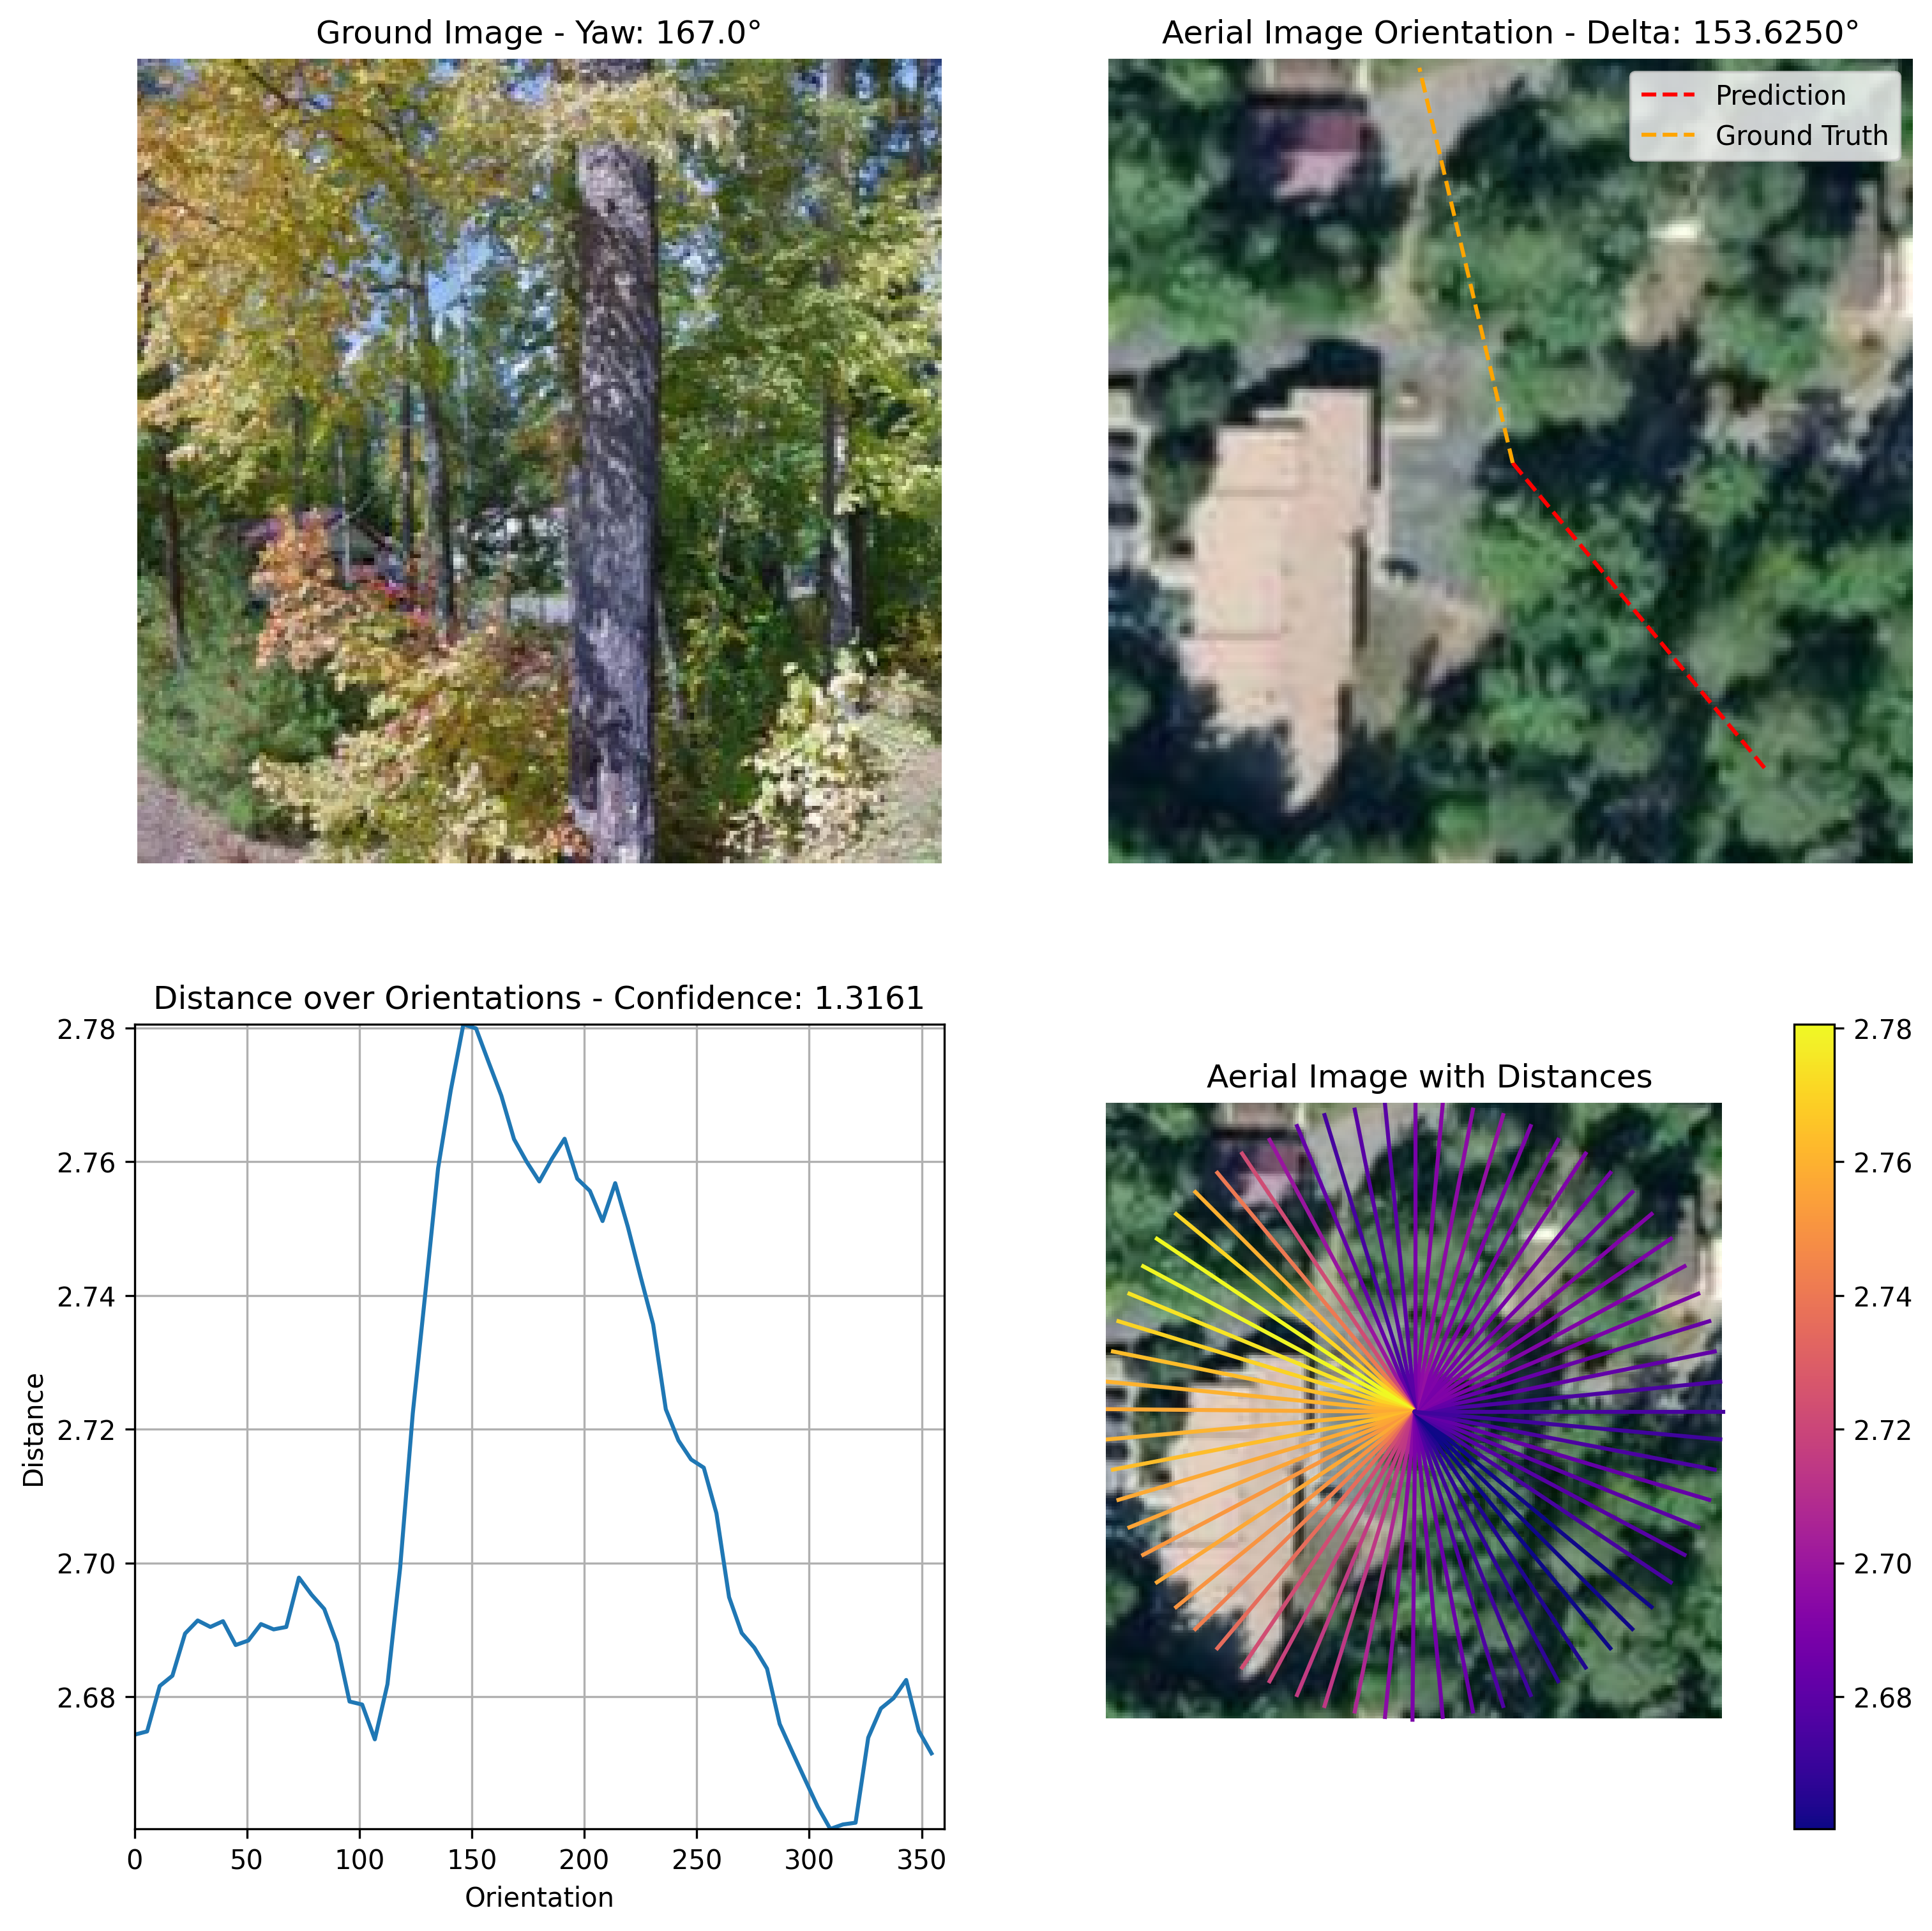 Ground Image - Yaw: 167.0°
Aerial Image Orientation - Delta: 153.6250°
Prediction
Ground Truth
Distance over Orientations - Confidence: 1.3161
2.78
2.76
2.74
2.72
2.70
2.68
Distance
0 50 100 150 200 250 300 350
Orientation
Aerial Image with Distances
2.78
2.76
2.74
2.72
2.70
2.68